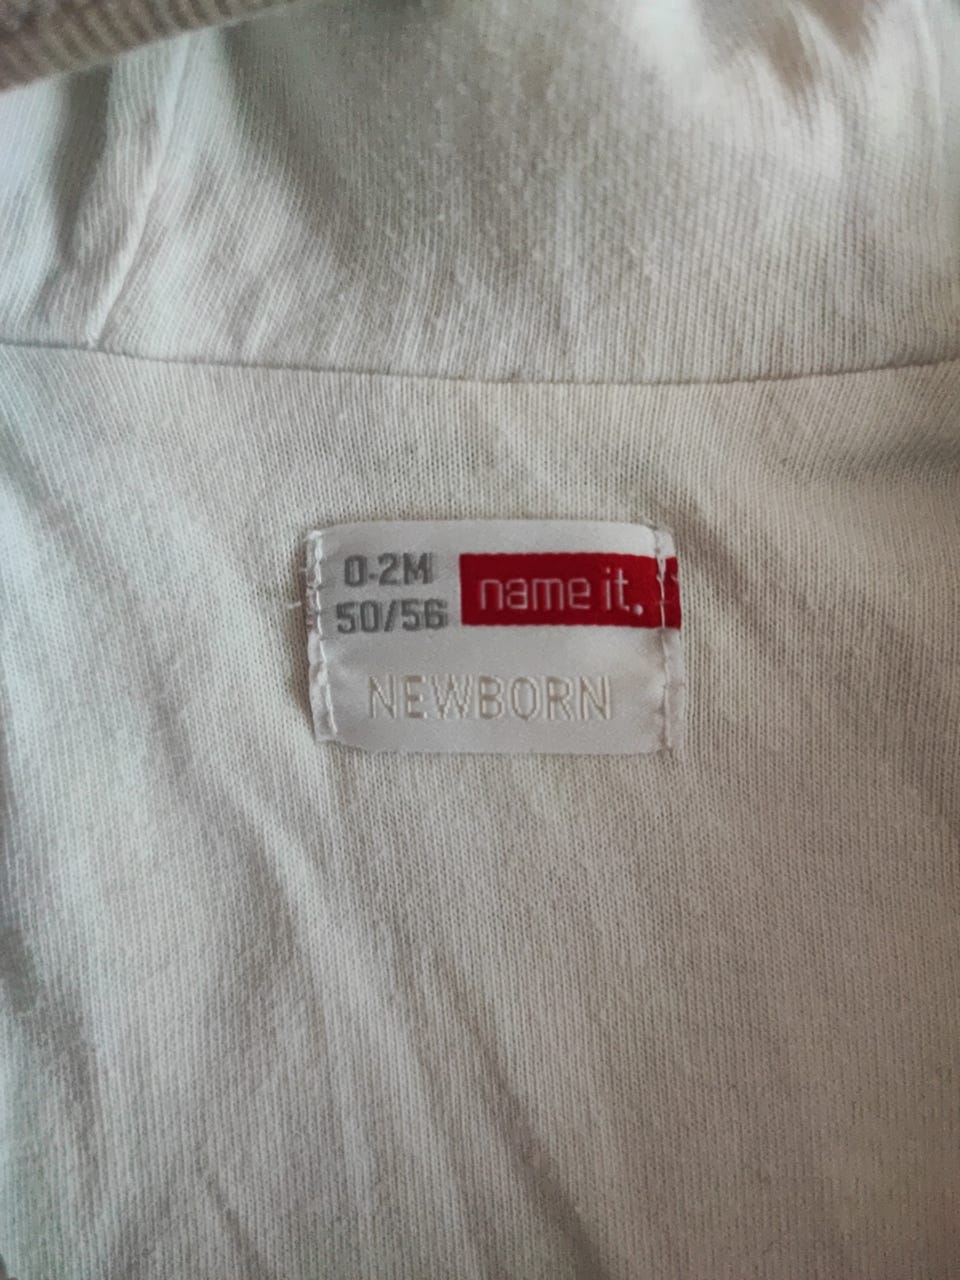 0-2M
50/56
name it.
NEWBORN